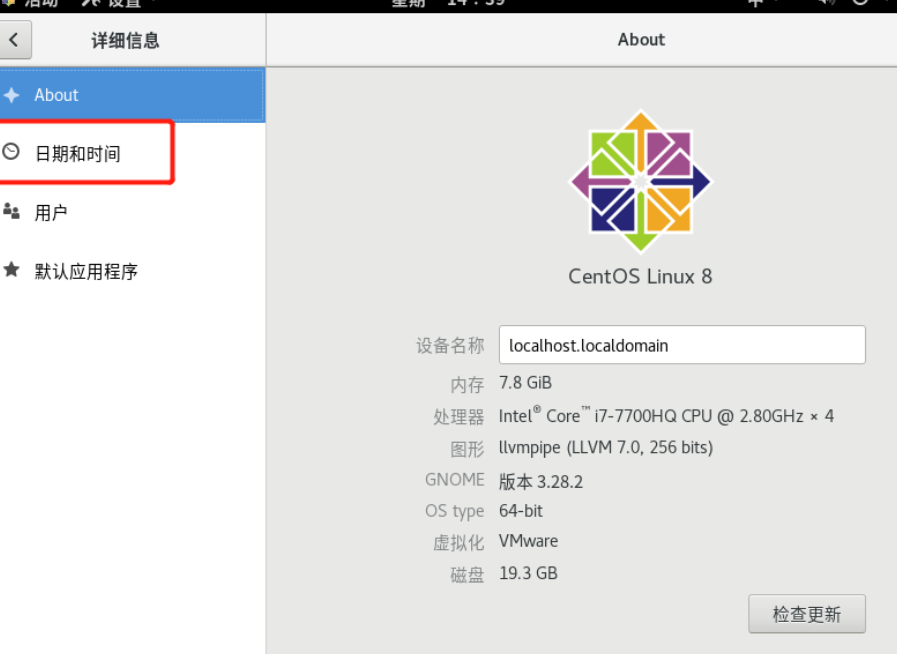 活动 设置 星期一 14:39 中
详细信息
About
About
日期和时间
用户
默认应用程序
CentOS Linux 8
设备名称 localhost.localdomain
内存 7.8 GiB
处理器 Intel® Core™ i7-7700HQ CPU @ 2.80GHz × 4
图形 llvmpipe (LLVM 7.0, 256 bits)
GNOME 版本 3.28.2
OS type 64-bit
虚拟化 VMware
磁盘 19.3 GB
检查更新